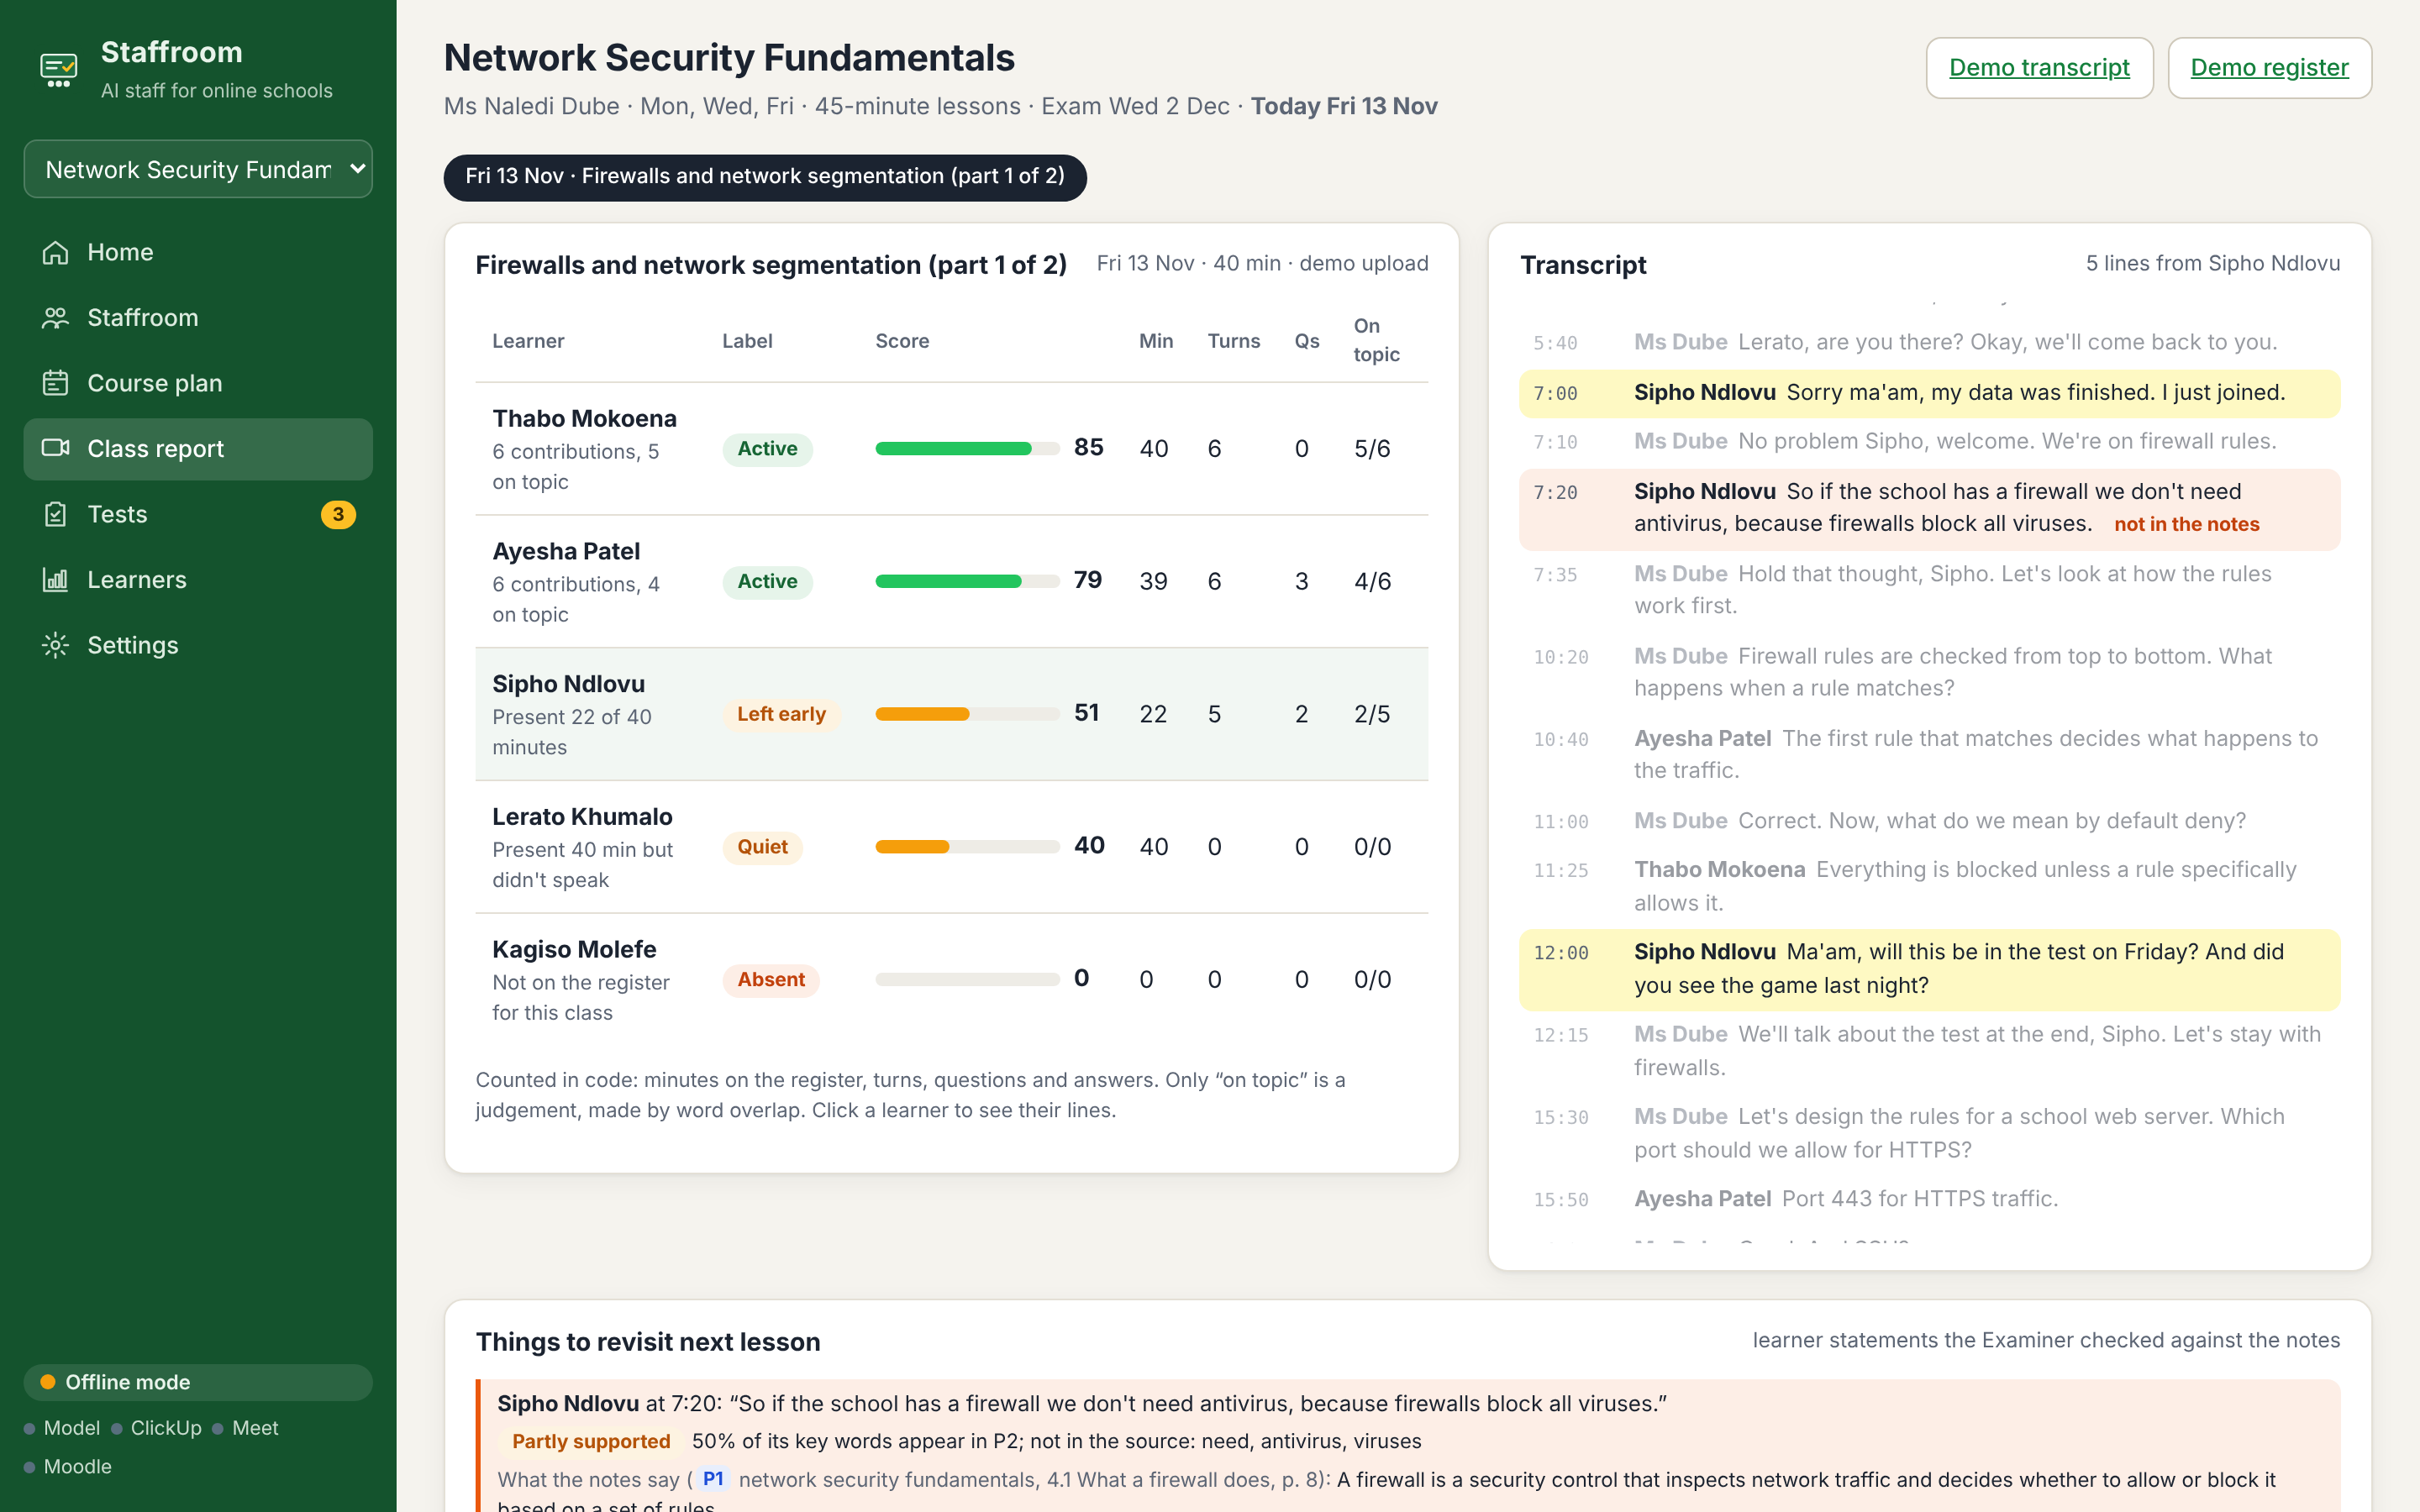 Staffroom
AI staff for online schools
Network Security Fundam
Home
Staffroom
Course plan
Class report
Tests
3
Learners
Settings
Offline mode
Model
ClickUp
Meet
Moodle
Network Security Fundamentals
Ms Naledi Dube · Mon, Wed, Fri · 45-minute lessons · Exam Wed 2 Dec · Today Fri 13 Nov
Demo transcript
Demo register
Fri 13 Nov · Firewalls and network segmentation (part 1 of 2)
Firewalls and network segmentation (part 1 of 2)
Fri 13 Nov · 40 min · demo upload
Learner Label Score Min Turns Qs On topic
Thabo Mokoena
6 contributions, 5
on topic
Active 85 40 6 0 5/6
Ayesha Patel
6 contributions, 4
on topic
Active 79 39 6 3 4/6
Sipho Ndlovu
Present 22 of 40
minutes
Left early 51 22 5 2 2/5
Lerato Khumalo
Present 40 min but
didn't speak
Quiet 40 40 0 0 0/0
Kagiso Molefe
Not on the register
for this class
Absent 0 0 0 0 0/0
Counted in code: minutes on the register, turns, questions and answers. Only “on topic” is a
judgement, made by word overlap. Click a learner to see their lines.
Transcript
5 lines from Sipho Ndlovu
5:40 Ms Dube Lerato, are you there? Okay, we'll come back to you.
7:00 Sipho Ndlovu Sorry ma'am, my data was finished. I just joined.
7:10 Ms Dube No problem Sipho, welcome. We're on firewall rules.
7:20 Sipho Ndlovu So if the school has a firewall we don't need
antivirus, because firewalls block all viruses. not in the notes
7:35 Ms Dube Hold that thought, Sipho. Let's look at how the rules
work first.
10:20 Ms Dube Firewall rules are checked from top to bottom. What
happens when a rule matches?
10:40 Ayesha Patel The first rule that matches decides what happens to
the traffic.
11:00 Ms Dube Correct. Now, what do we mean by default deny?
11:25 Thabo Mokoena Everything is blocked unless a rule specifically
allows it.
12:00 Sipho Ndlovu Ma'am, will this be in the test on Friday? And did
you see the game last night?
12:15 Ms Dube We'll talk about the test at the end, Sipho. Let's stay with
firewalls.
15:30 Ms Dube Let's design the rules for a school web server. Which
port should we allow for HTTPS?
15:50 Ayesha Patel Port 443 for HTTPS traffic.
Things to revisit next lesson
learner statements the Examiner checked against the notes
Sipho Ndlovu at 7:20: “So if the school has a firewall we don't need antivirus, because firewalls block all viruses.”
Partly supported 50% of its key words appear in P2; not in the source: need, antivirus, viruses
What the notes say ( P1 network security fundamentals, 4.1 What a firewall does, p. 8): A firewall is a security control that inspects network traffic and decides whether to allow or block it
based on a set of rules